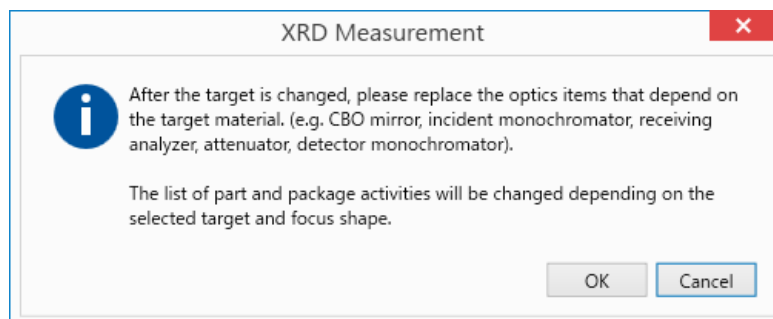 XRD Measurement
After the target is changed, please replace the optics items that depend on
the target material. (e.g. CBO mirror, incident monochromator, receiving
analyzer, attenuator, detector monochromator).
The list of part and package activities will be changed depending on the
selected target and focus shape.
OK
Cancel